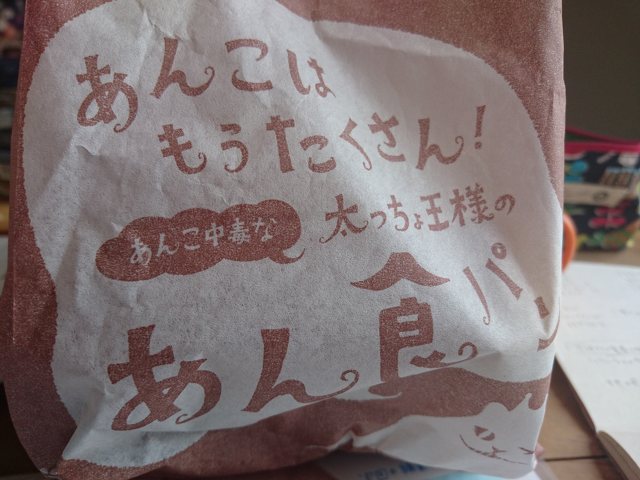 あんこは
もうたくさん!
あんこ中毒な
太っちょ王様の
あん食パン